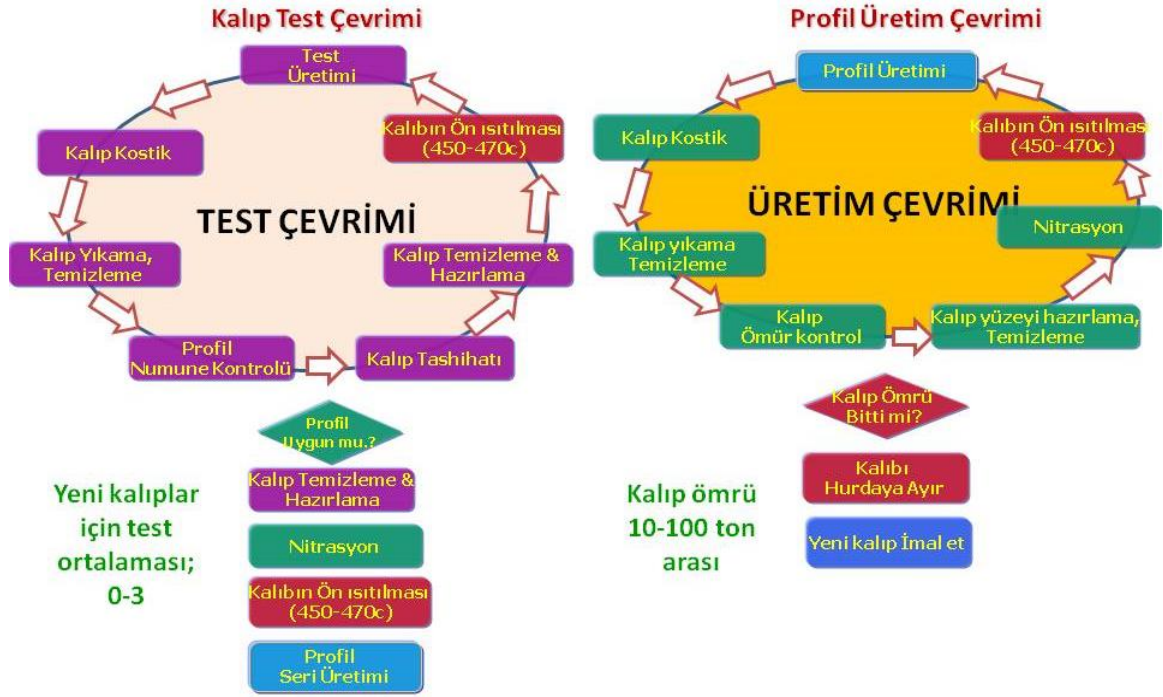 Kalıp Test Çevrimi
Test
Üretimi
Kalıp Kostik
Kalıbın Ön ısıtılması
(450-470c)
TEST ÇEVRİMİ
Kalıp Yıkama,
Temizleme
Kalıp Temizleme &
Hazırlama
Profil
Numune Kontrolü
Kalıp Tashihatı
Profil
Uygun mu.?
Kalıp Temizleme &
Hazırlama
Nitrasyon
Kalıbın Ön ısıtılması
(450-470c)
Profil
Seri Üretimi
Yeni kalıplar
için test
ortalaması;
0-3
Profil Üretim Çevrimi
Profil Üretimi
Kalıp Kostik
Kalıbın Ön ısıtılması
(450-470c)
ÜRETİM ÇEVRİMİ
Nitrasyon
Kalıp yıkama
Temizleme
Kalıp
Ömür kontrol
Kalıp yüzeyi hazırlama,
Temizleme
Kalıp Ömrü
Bitti mi?
Kalıbı
Hurdaya Ayır
Yeni kalıp İmal et
Kalıp ömrü
10-100 ton
arası